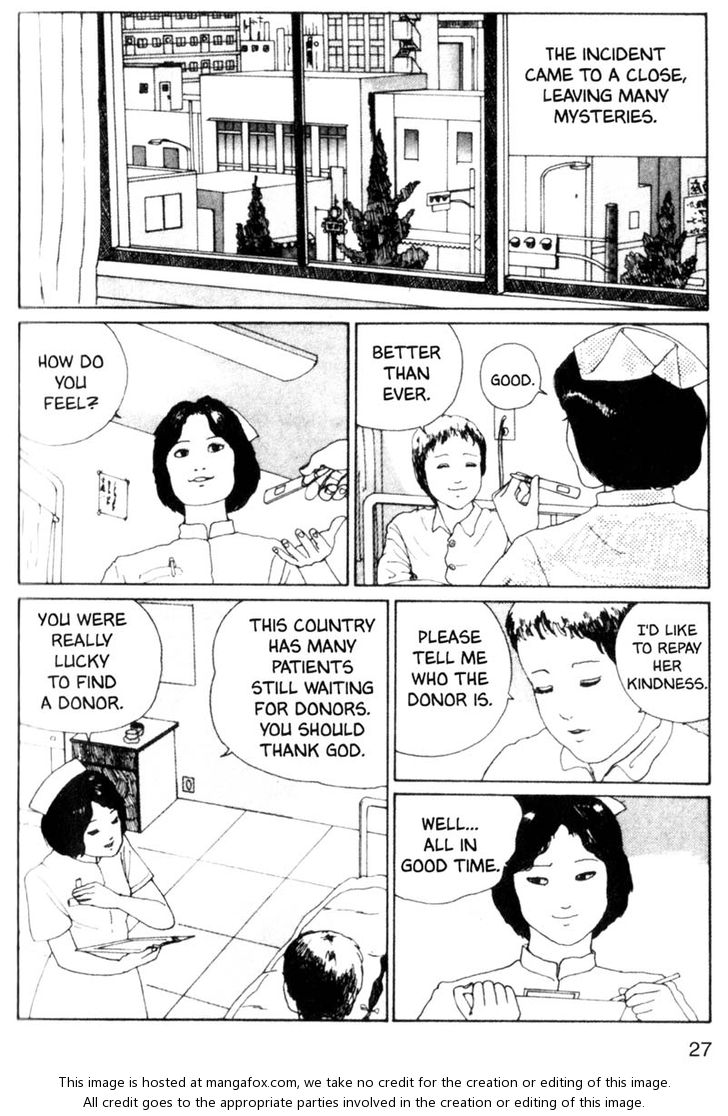 THE INCIDENT
CAME TO A CLOSE,
LEAVING MANY
MYSTERIES.
HOW DO
YOU
FEEL?
BETTER
THAN
EVER.
GOOD.
YOU WERE
REALLY
LUCKY
TO FIND
A DONOR.
THIS COUNTRY
HAS MANY
PATIENTS
STILL WAITING
FOR DONORS.
YOU SHOULD
THANK GOD.
PLEASE
TELL ME
WHO THE
DONOR IS.
I'D LIKE
TO REPAY
HER
KINDNESS.
WELL...
ALL IN
GOOD TIME.
27
This image is hosted at mangafox.com, we take no credit for the creation or editing of this image.
All credit goes to the appropriate parties involved in the creation or editing of this image.